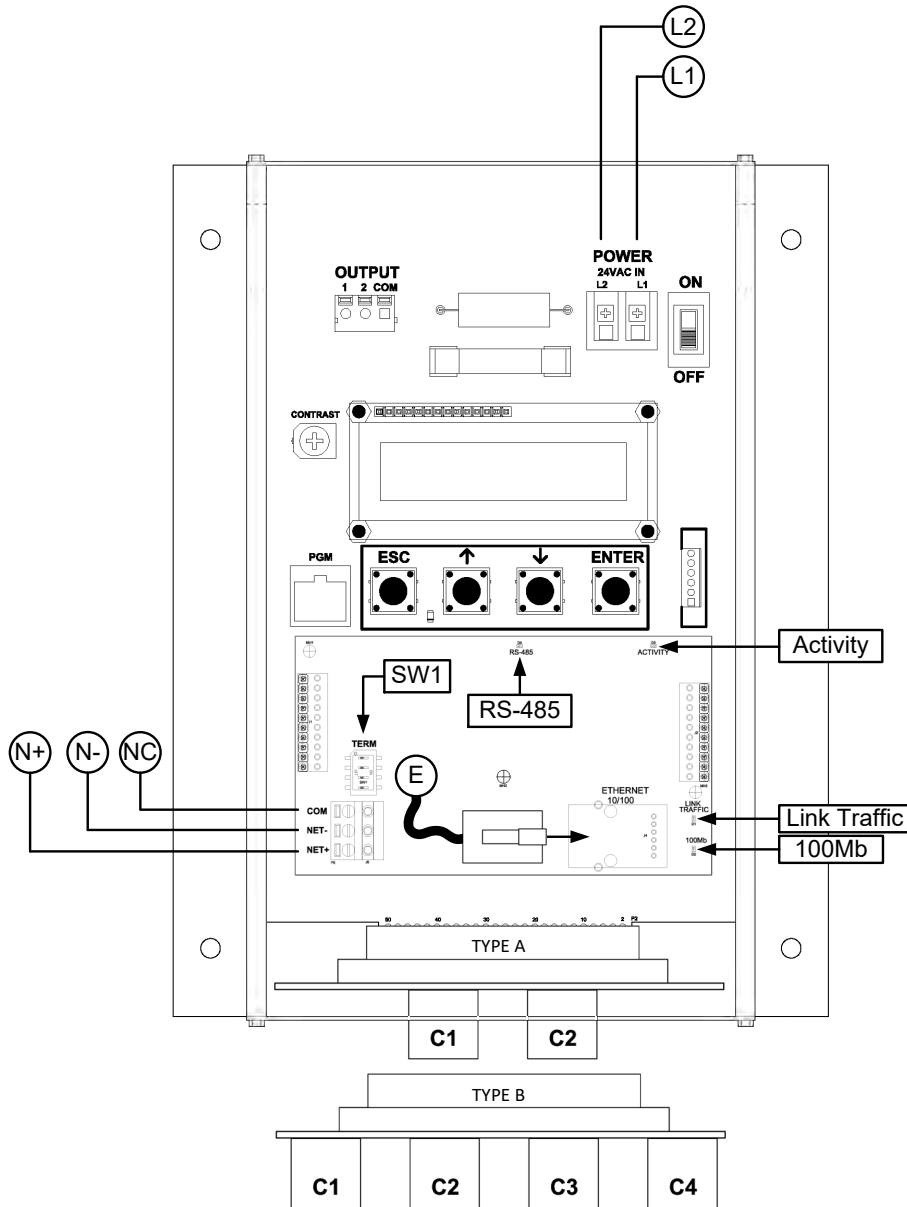 L2
L1
POWER
24VAC IN
L2 L1
ON
OFF
OUTPUT
1 2 COM
CONTRAST
PGM
ESC ↑ ↓ ENTER
RS-485
ACTIVITY
Activity
SW1
RS-485
N+ N- NC
TERM
SW1
E
ETHERNET
10/100
LINK
TRAFFIC
Link Traffic
100Mb
100Mb
COM
NET-
NET+
50 40 30 20 10 2 P2
TYPE A
C1 C2
TYPE B
C1 C2 C3 C4